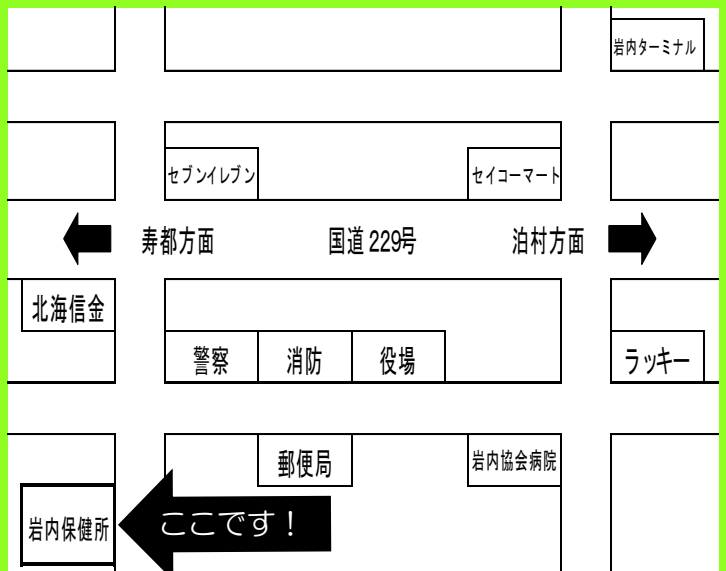 岩内ターミナル
セブンイレブン
セイコーマート
寿都方面
国道229号
泊村方面
北海信金
警察
消防
役場
ラッキー
郵便局
岩内協会病院
岩内保健所
ここです！